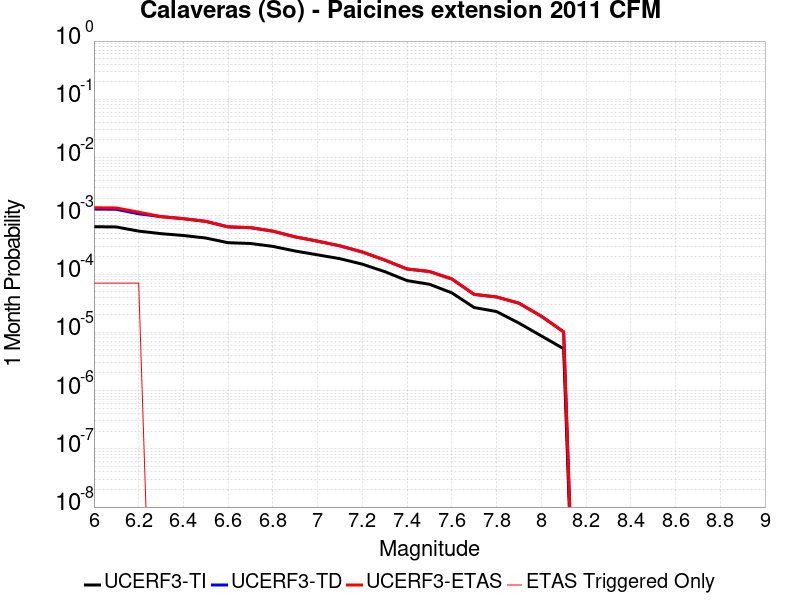 Calaveras (So) - Paicines extension 2011 CFM
10^0
10^-1
10^-2
10^-3
10^-4
10^-5
10^-6
10^-7
10^-8
1 Month Probability
6 6.2 6.4 6.6 6.8 7 7.2 7.4 7.6 7.8 8 8.2 8.4 8.6 8.8 9
Magnitude
UCERF3-TI UCERF3-TD UCERF3-ETAS ETAS Triggered Only